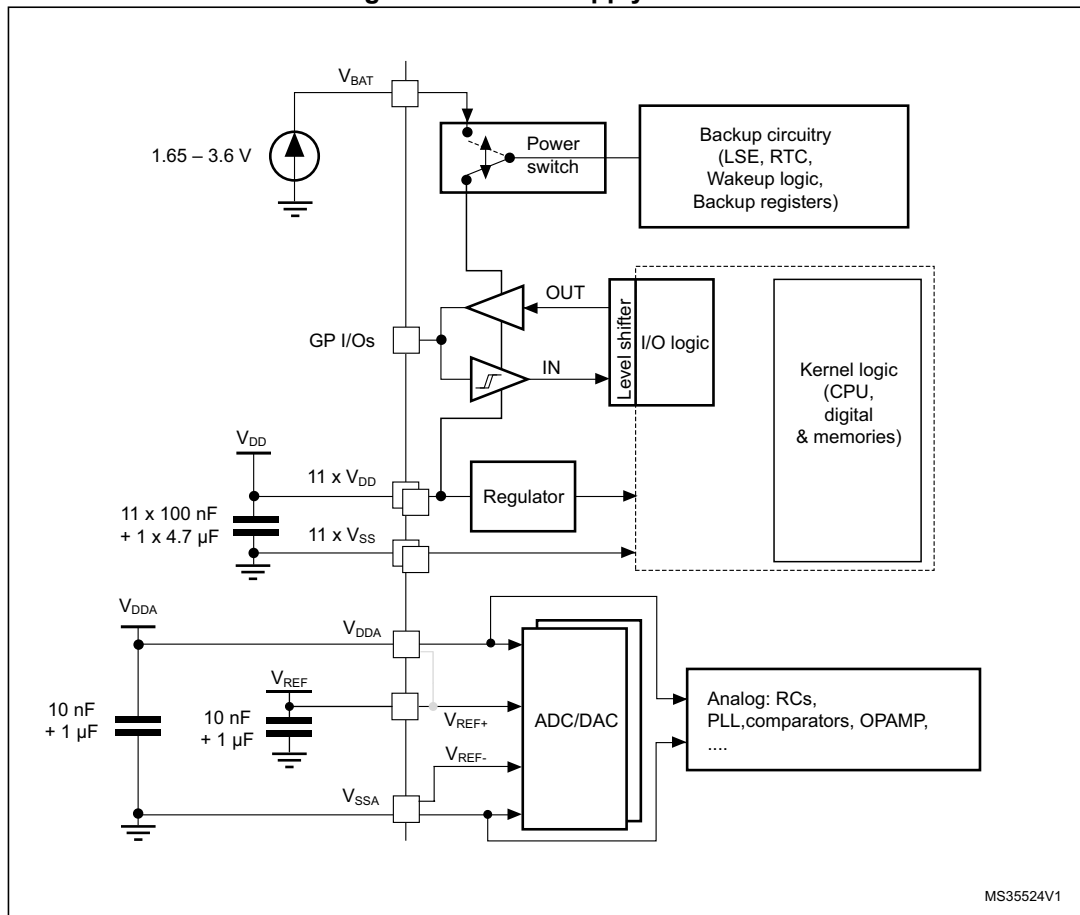 V_BAT
1.65 – 3.6 V
Power
switch
Backup circuitry
(LSE, RTC,
Wakeup logic,
Backup registers)
OUT
GP I/Os
IN
Level shifter
I/O logic
Kernel logic
(CPU,
digital
& memories)
V_DD
11 x V_DD
Regulator
11 x 100 nF
+ 1 x 4.7 µF
11 x V_SS
V_DDA
V_DDA
V_REF
10 nF
+ 1 µF
10 nF
+ 1 µF
V_REF+
V_REF-
ADC/DAC
Analog: RCs,
PLL,comparators, OPAMP,
....
V_SSA
MS35524V1